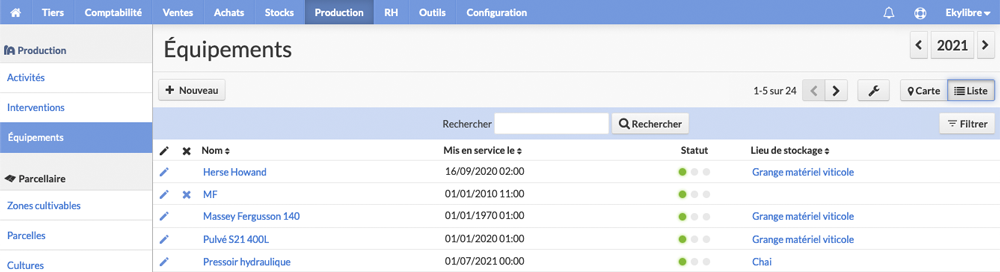 Tiers Comptabilité Ventes Achats Stocks Production RH Outils Configuration Ekylibre
Production
Activités
Interventions
Équipements
Parcellaire
Zones cultivables
Parcelles
Cultures
Équipements
2021
Nouveau
1-5 sur 24
Carte Liste
Rechercher Rechercher Filtrer
Nom Mis en service le Statut Lieu de stockage
Herse Howand 16/09/2020 02:00 Grange matériel viticole
MF 01/01/2010 11:00
Massey Fergusson 140 01/01/1970 01:00 Grange matériel viticole
Pulvé S21 400L 01/01/2020 01:00 Grange matériel viticole
Pressoir hydraulique 01/07/2021 00:00 Chai